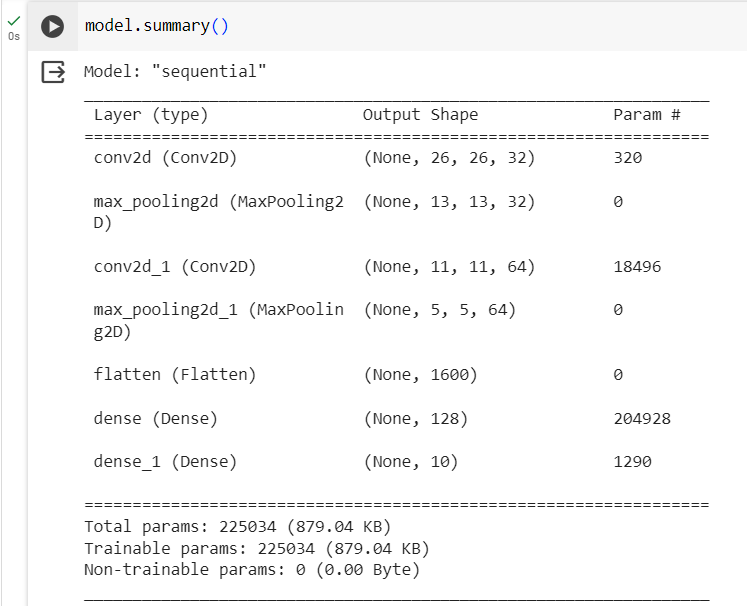 model.summary()
0s
Model: "sequential"
_________________________________________________________________
Layer (type) Output Shape Param #
=================================================================
conv2d (Conv2D) (None, 26, 26, 32) 320
max_pooling2d (MaxPooling2 (None, 13, 13, 32) 0
D)
conv2d_1 (Conv2D) (None, 11, 11, 64) 18496
max_pooling2d_1 (MaxPoolin (None, 5, 5, 64) 0
g2D)
flatten (Flatten) (None, 1600) 0
dense (Dense) (None, 128) 204928
dense_1 (Dense) (None, 10) 1290
=================================================================
Total params: 225034 (879.04 KB)
Trainable params: 225034 (879.04 KB)
Non-trainable params: 0 (0.00 Byte)
_________________________________________________________________